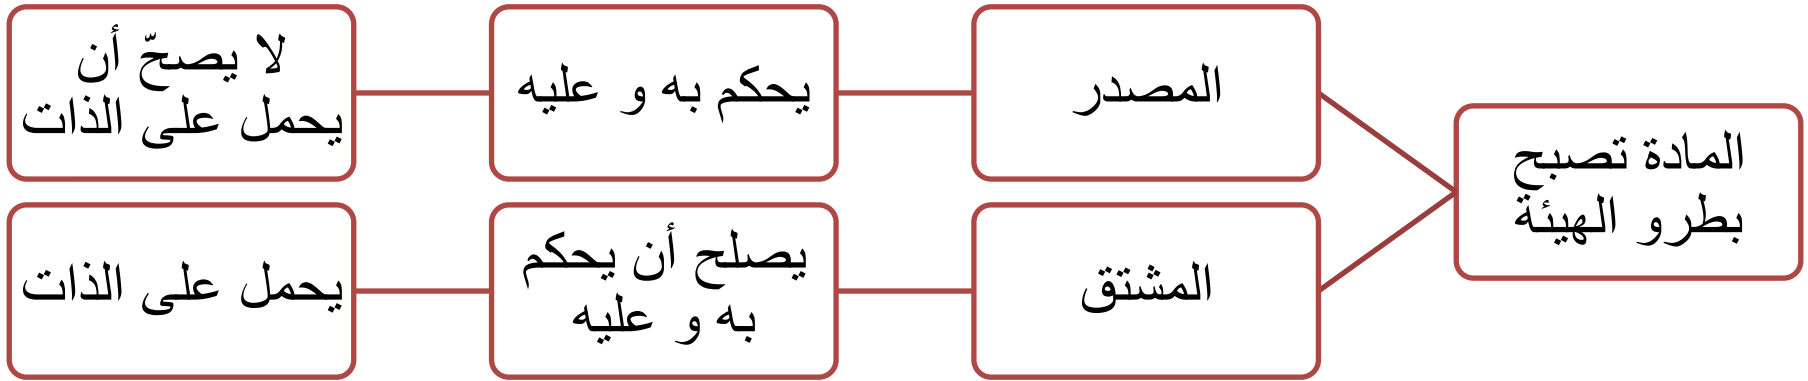 المادة تصبح
بطرو الهيئة
المصدر
يحكم به و عليه
لا يصحّ أن
يحمل على الذات
المشتق
يصلح أن يحكم
به و عليه
يحمل على الذات